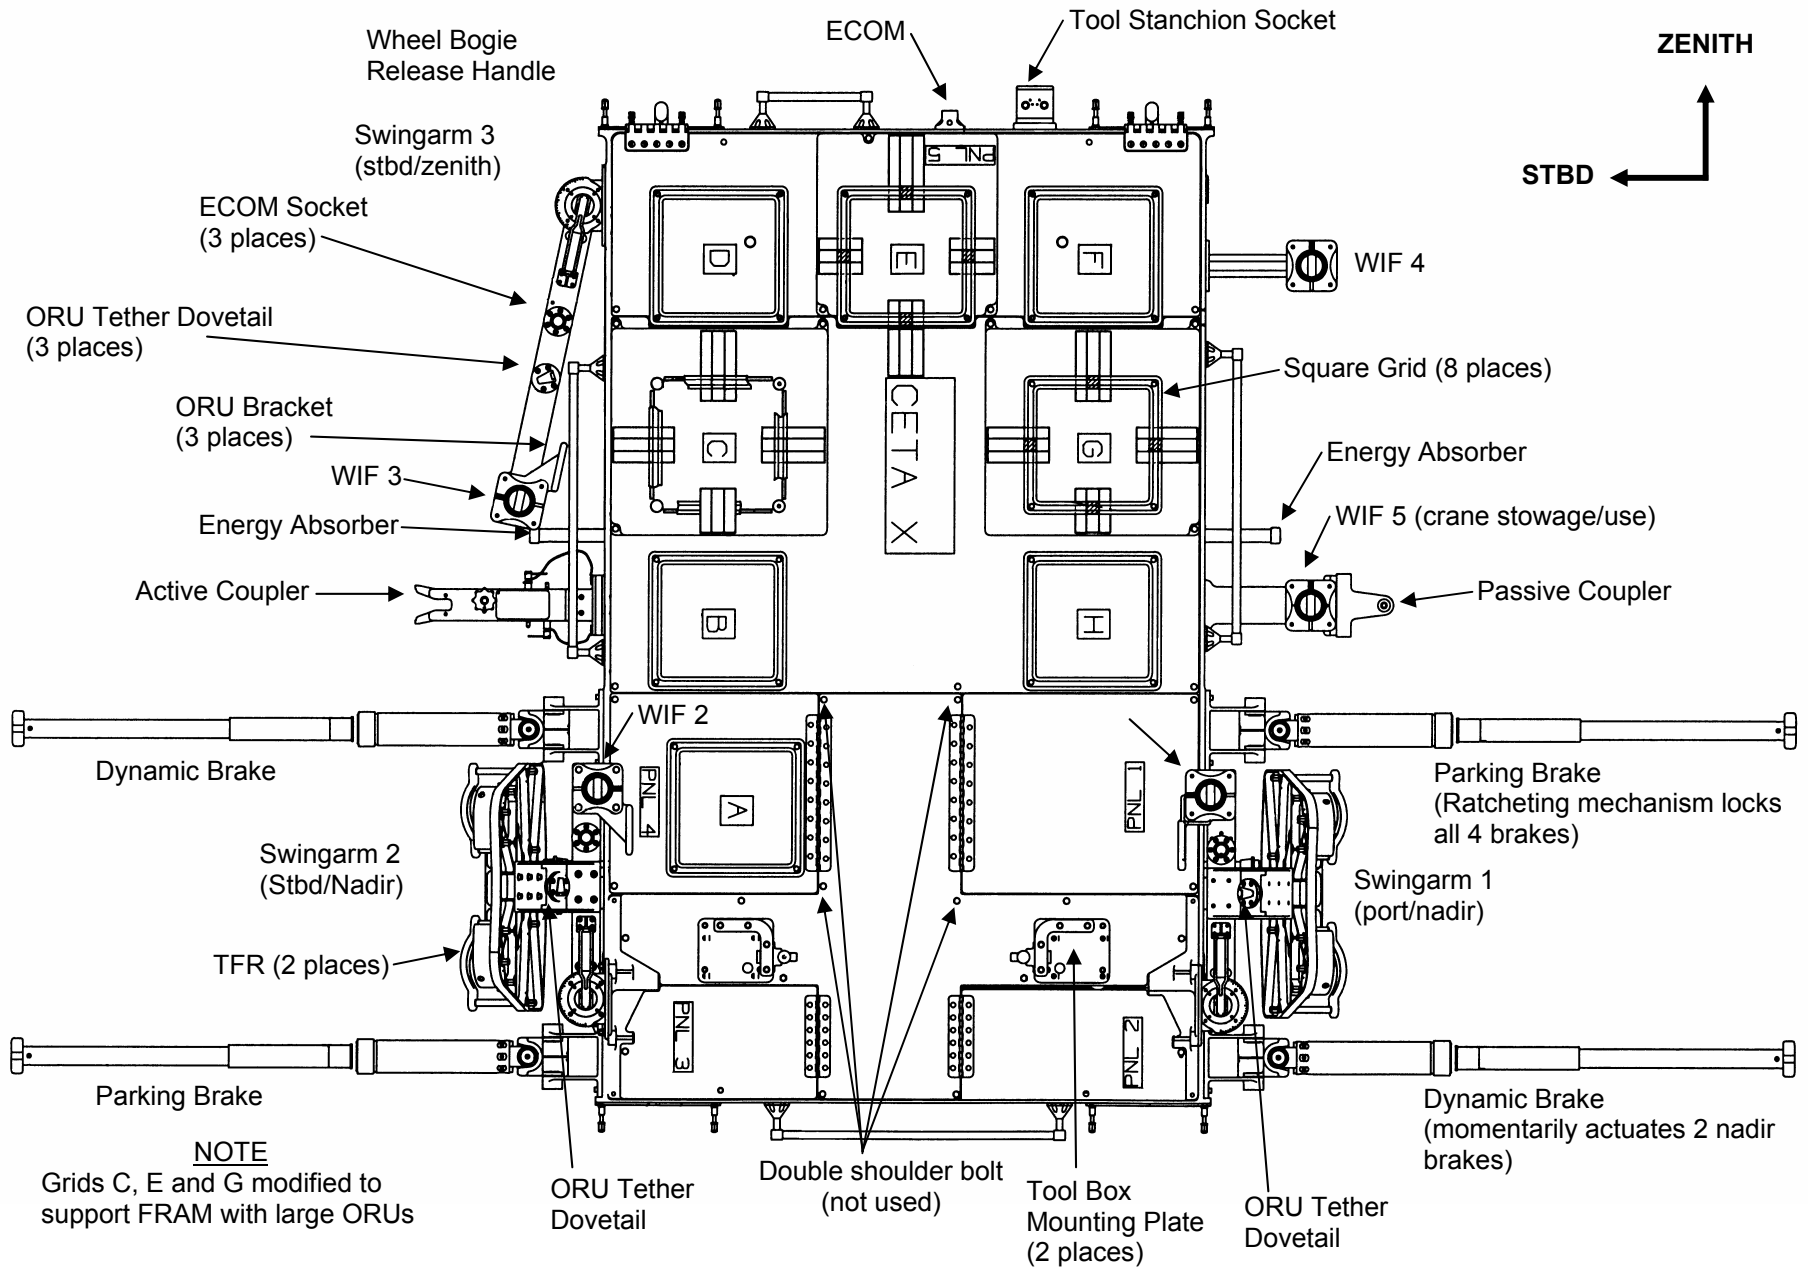 ECOM
Tool Stanchion Socket
Wheel Bogie
Release Handle
ZENITH
STBD
Swingarm 3
(stbd/zenith)
ECOM Socket
(3 places)
ORU Tether Dovetail
(3 places)
ORU Bracket
(3 places)
WIF 3
Energy Absorber
Active Coupler
PNL 5
D
E
F
WIF 4
Square Grid (8 places)
C
CETA X
G
Energy Absorber
WIF 5 (crane stowage/use)
Passive Coupler
B
H
WIF 2
Dynamic Brake
Parking Brake
(Ratcheting mechanism locks
all 4 brakes)
PNL 4
A
PNL 1
Swingarm 2
(Stbd/Nadir)
Swingarm 1
(port/nadir)
TFR (2 places)
PNL 3
PNL 2
Parking Brake
Dynamic Brake
(momentarily actuates 2 nadir
brakes)
NOTE
Grids C, E and G modified to
support FRAM with large ORUs
ORU Tether
Dovetail
Double shoulder bolt
(not used)
Tool Box
Mounting Plate
(2 places)
ORU Tether
Dovetail